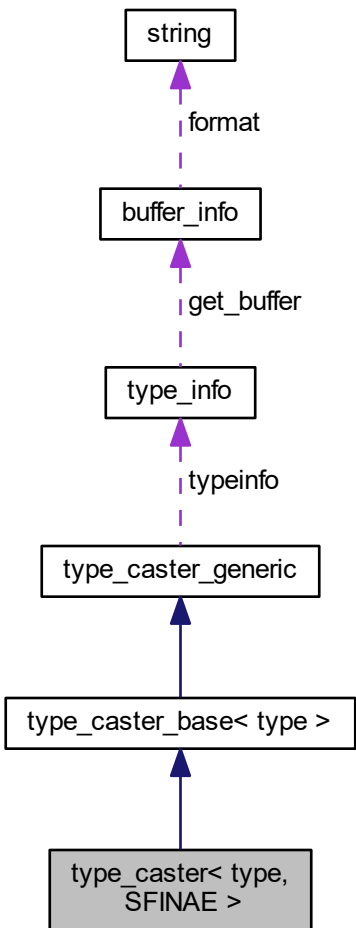 string
format
buffer_info
get_buffer
type_info
typeinfo
type_caster_generic
type_caster_base< type >
type_caster< type,
SFINAE >